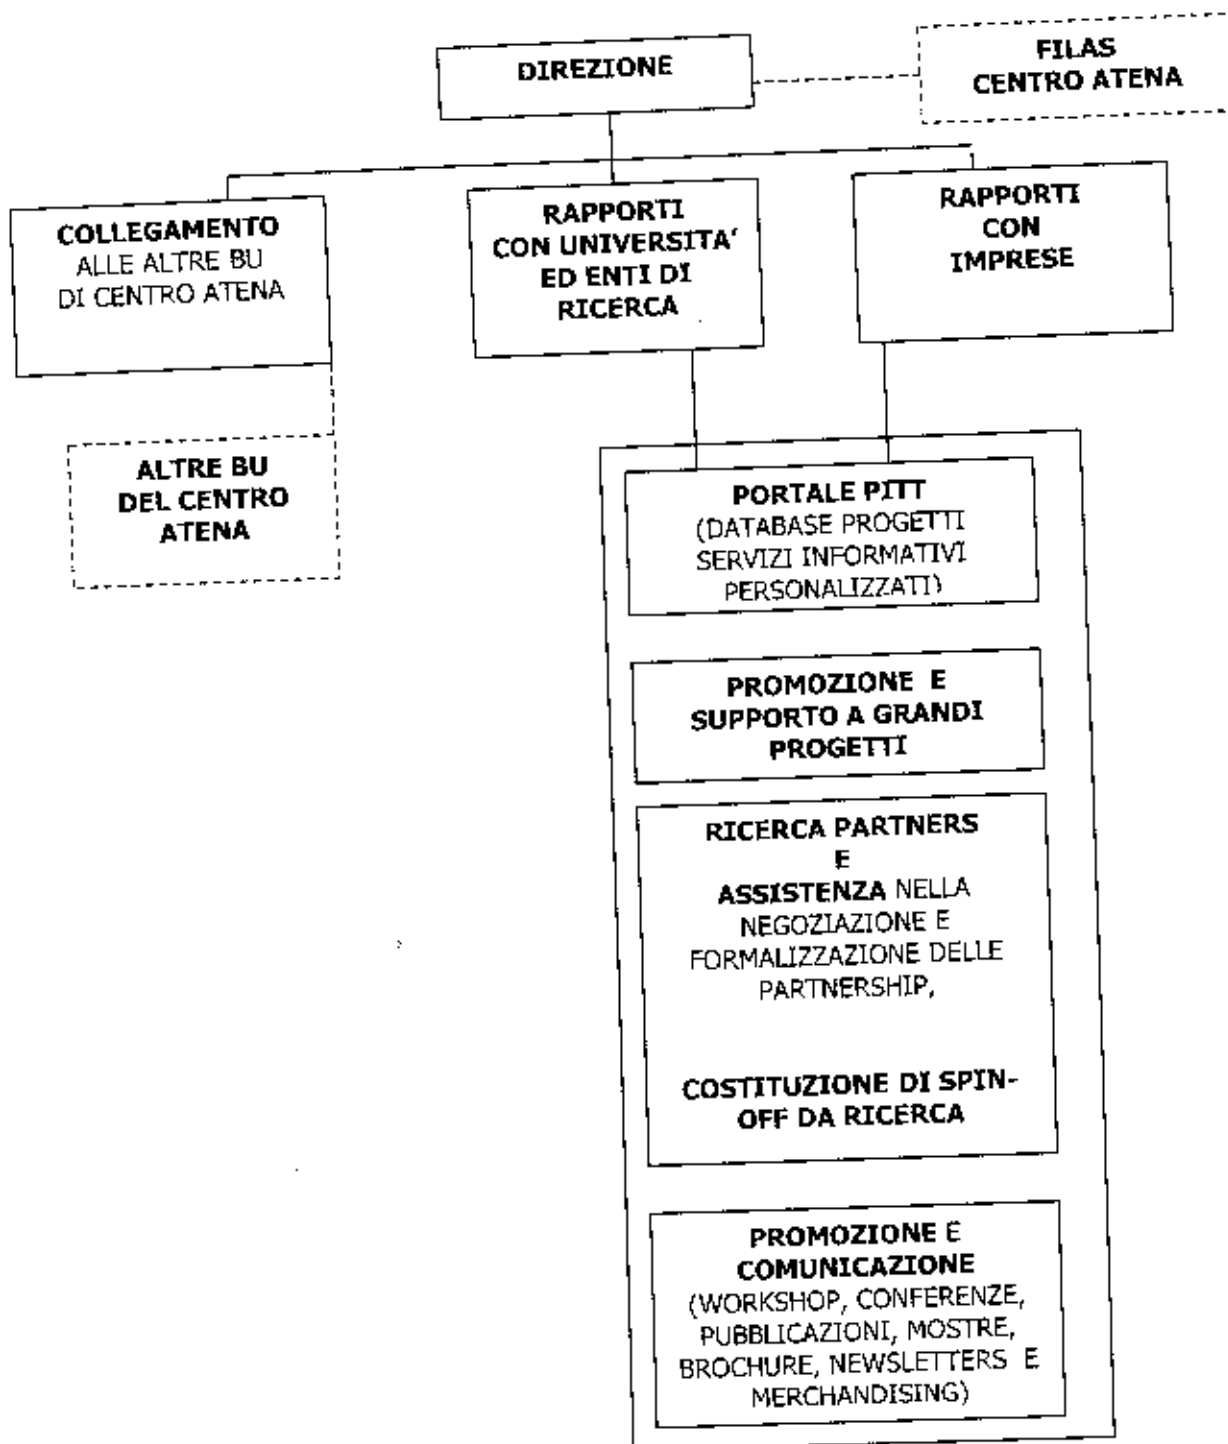 DIREZIONE
FILAS
CENTRO ATENA
COLLEGAMENTO
ALLE ALTRE BU
DI CENTRO ATENA
RAPPORTI
CON UNIVERSITA'
ED ENTI DI
RICERCA
RAPPORTI
CON
IMPRESE
ALTRE BU
DEL CENTRO
ATENA
PORTALE PITT
(DATABASE PROGETTI
SERVIZI INFORMATIVI
PERSONALIZZATI)
PROMOZIONE E
SUPPORTO A GRANDI
PROGETTI
RICERCA PARTNERS
E
ASSISTENZA NELLA
NEGOZIAZIONE E
FORMALIZZAZIONE DELLE
PARTNERSHIP,
COSTITUZIONE DI SPIN-
OFF DA RICERCA
PROMOZIONE E
COMUNICAZIONE
(WORKSHOP, CONFERENZE,
PUBBLICAZIONI, MOSTRE,
BROCHURE, NEWSLETTERS E
MERCHANDISING)